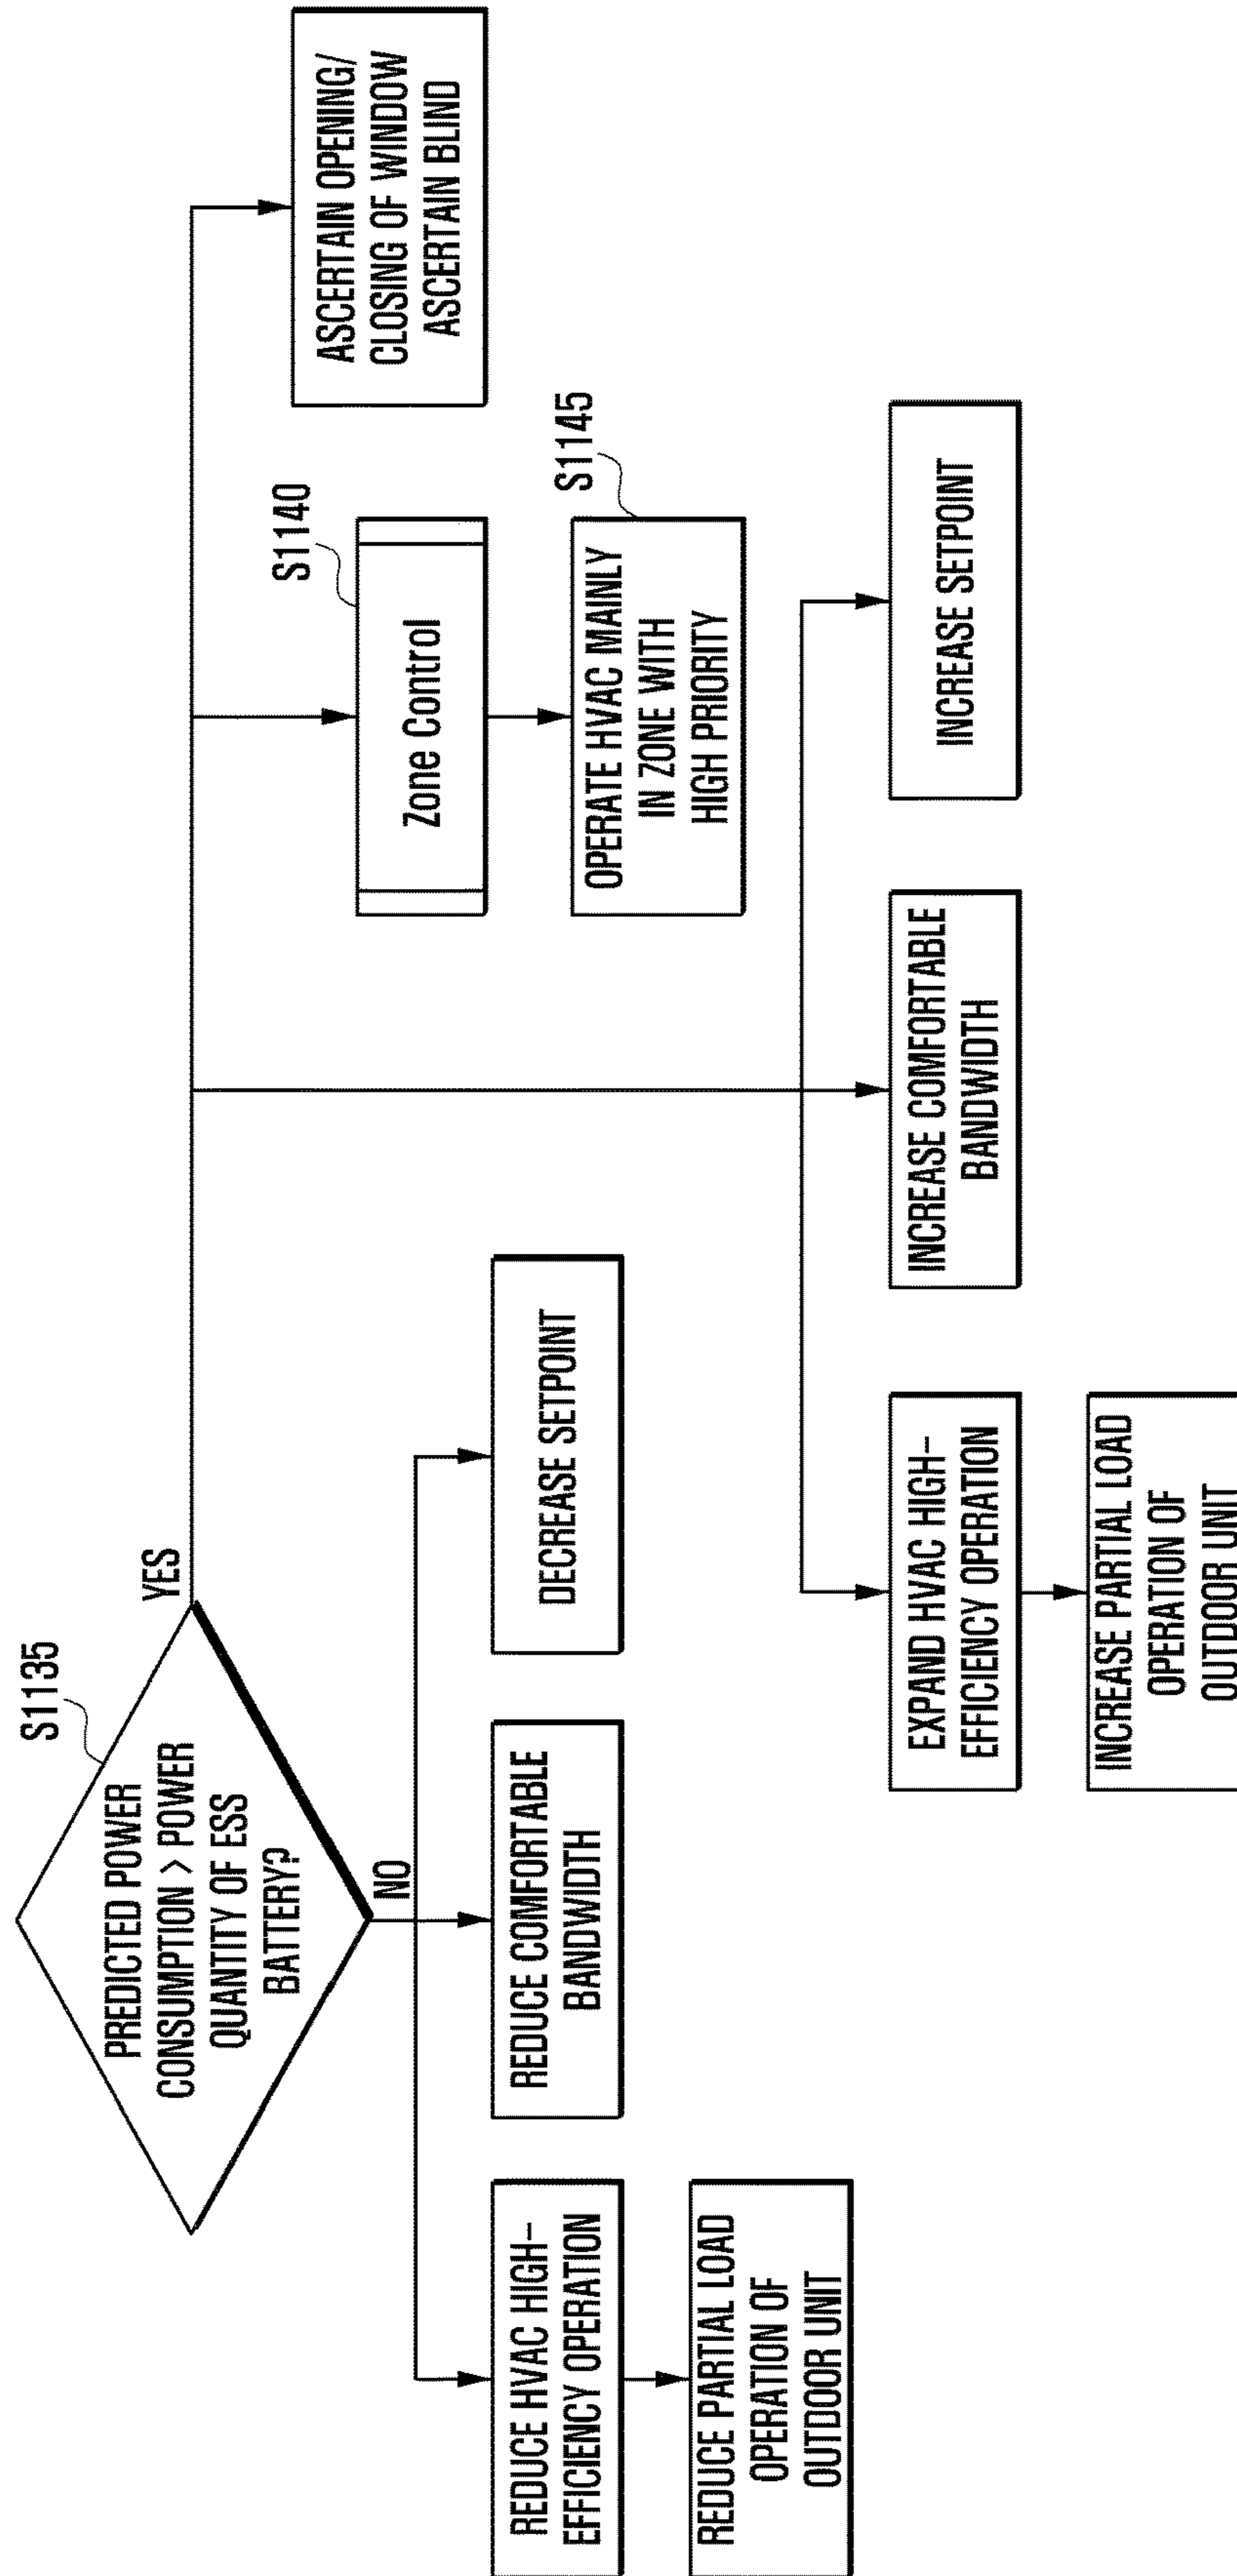 S1135
PREDICTED POWER
CONSUMPTION > POWER
QUANTITY OF ESS
BATTERY?
YES
NO
REDUCE HVAC HIGH-
EFFICIENCY OPERATION
REDUCE PARTIAL LOAD
OPERATION OF
OUTDOOR UNIT
REDUCE COMFORTABLE
BANDWIDTH
DECREASE SETPOINT
S1140
Zone Control
S1145
OPERATE HVAC MAINLY
IN ZONE WITH
HIGH PRIORITY
ASCERTAIN OPENING/
CLOSING OF WINDOW
ASCERTAIN BLIND
EXPAND HVAC HIGH-
EFFICIENCY OPERATION
INCREASE PARTIAL LOAD
OPERATION OF
OUTDOOR UNIT
INCREASE COMFORTABLE
BANDWIDTH
INCREASE SETPOINT